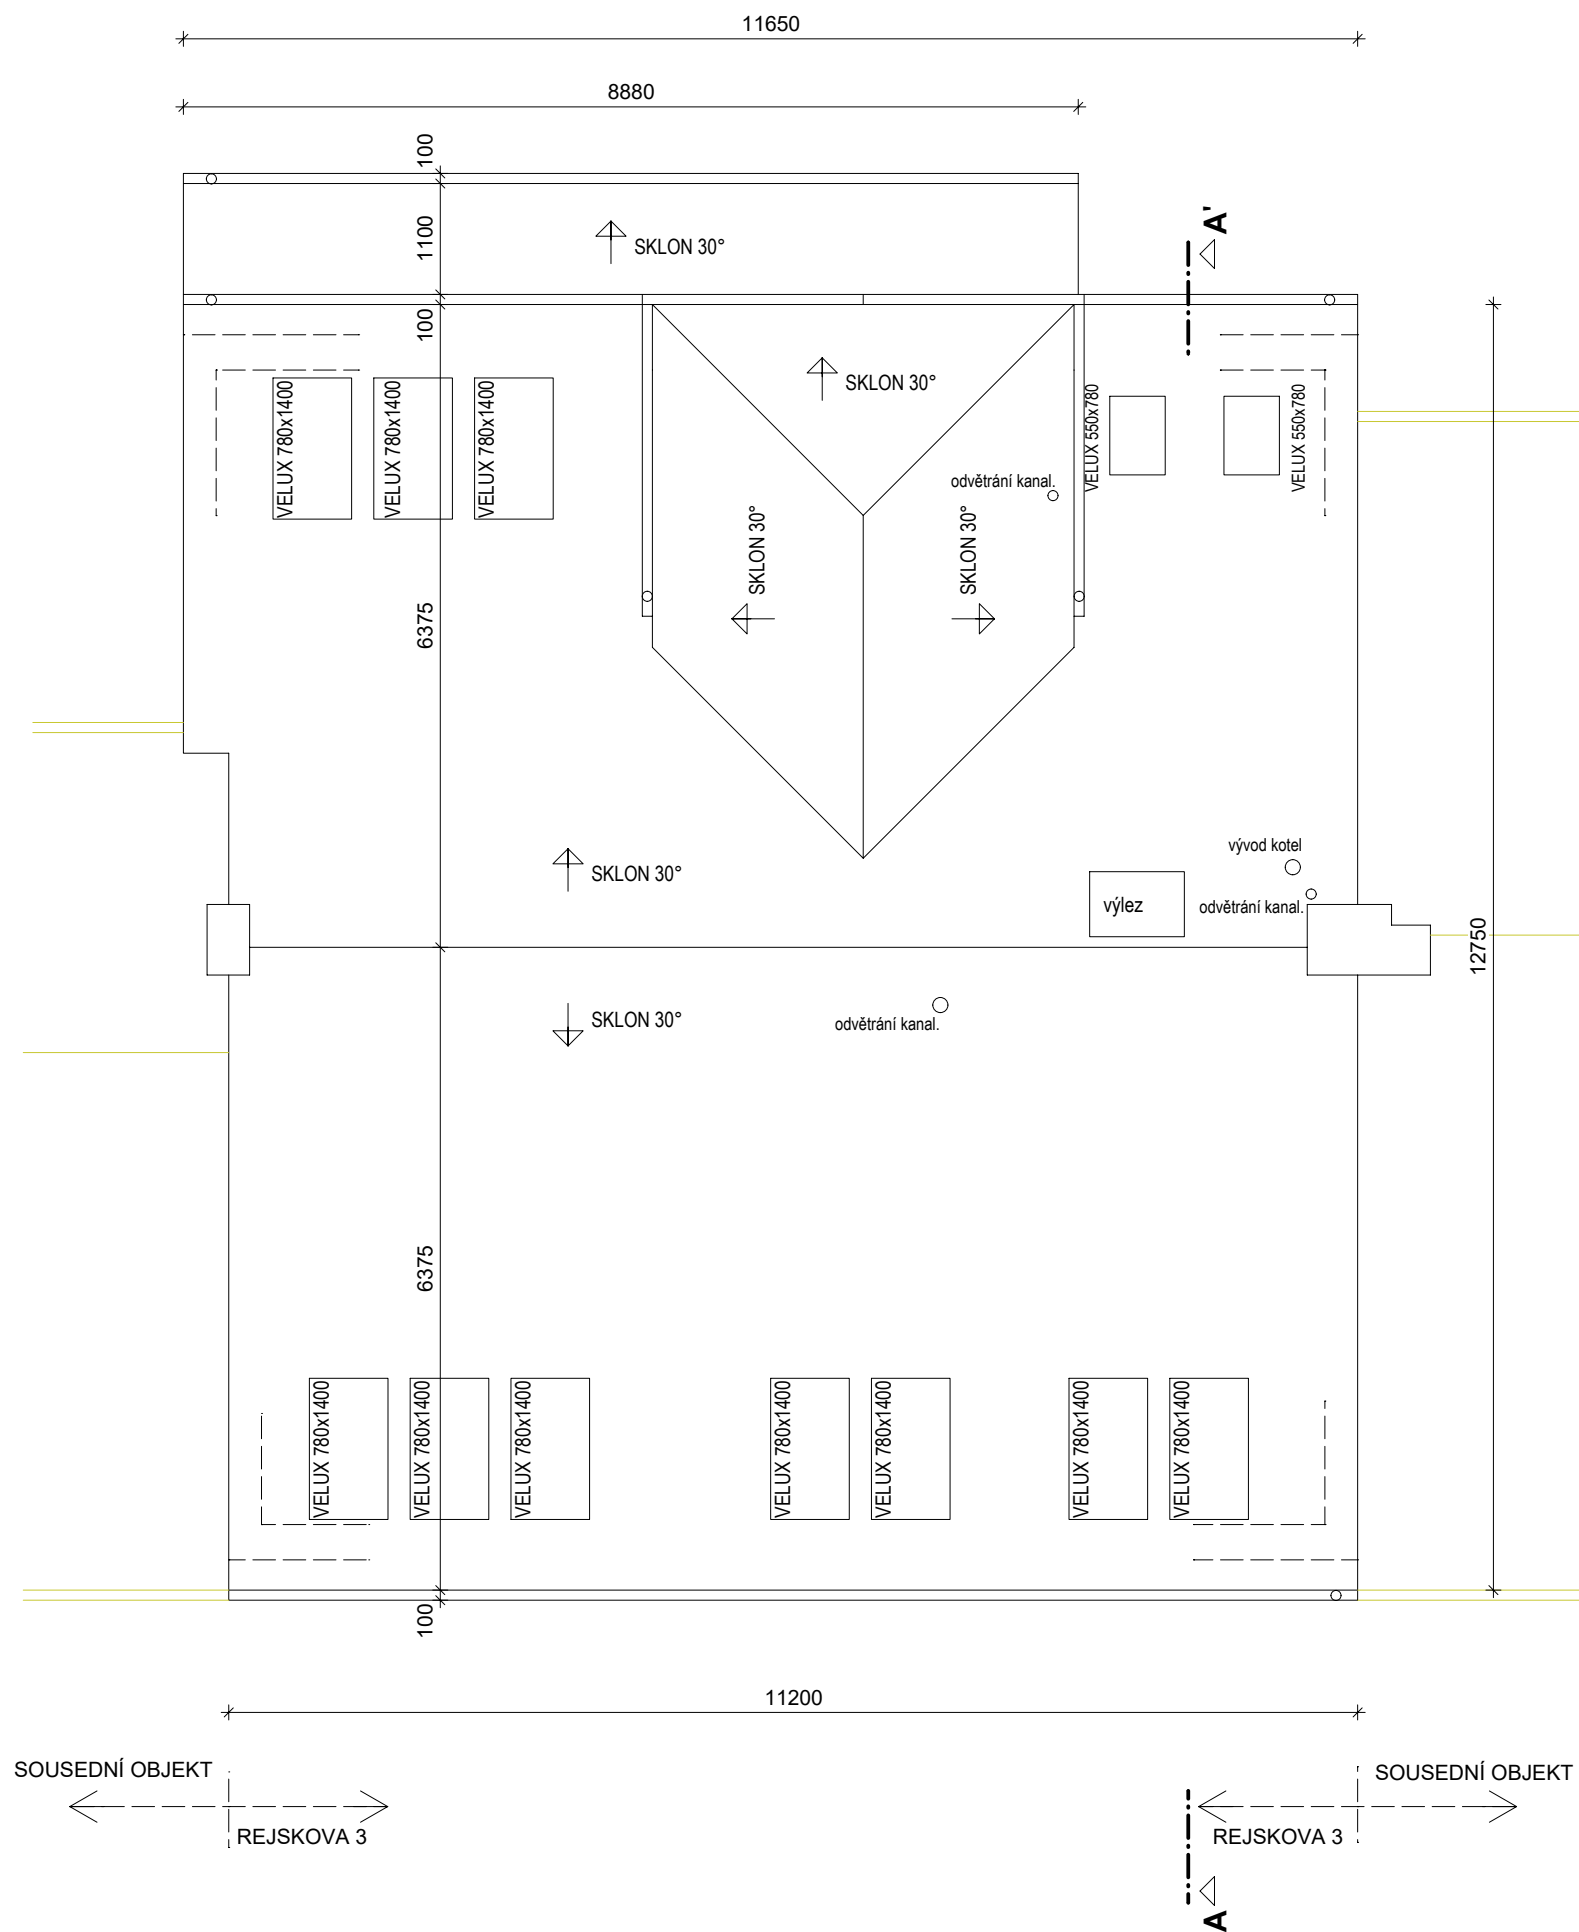 11650
8880
100
1100
SKLON 30°
A'
100
SKLON 30°
VELUX 780x1400
VELUX 780x1400
VELUX 780x1400
VELUX 550x780
VELUX 550x780
odvětrání kanal.
SKLON 30°
SKLON 30°
6375
vývod kotel
SKLON 30°
výlez
odvětrání kanal.
12750
SKLON 30°
odvětrání kanal.
6375
VELUX 780x1400
VELUX 780x1400
VELUX 780x1400
VELUX 780x1400
VELUX 780x1400
VELUX 780x1400
VELUX 780x1400
100
11200
SOUSEDNÍ OBJEKT
SOUSEDNÍ OBJEKT
REJSKOVA 3
REJSKOVA 3
A